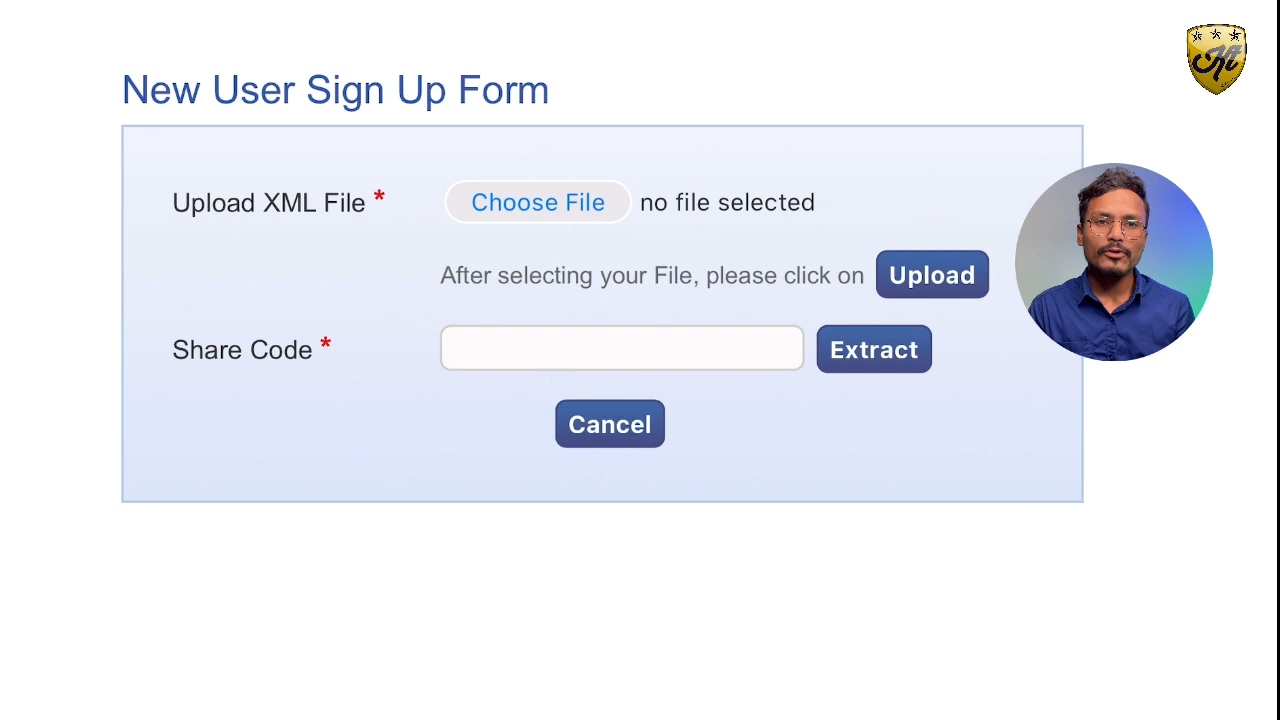 New User Sign Up Form
Upload XML File * Choose File no file selected
After selecting your File, please click on Upload
Share Code * Extract
Cancel